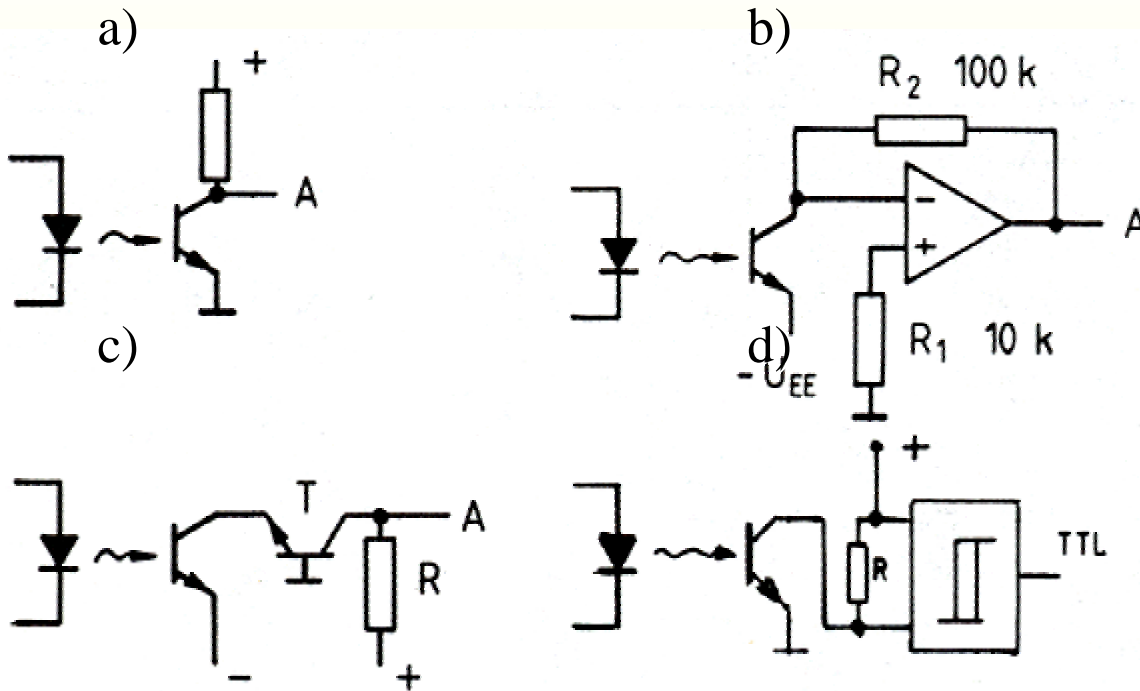 a)
+
A
b)
R2 100 k
-
+
A
R1 10 k
-UEE
c)
T
A
R
-
+
d)
+
R
TTL